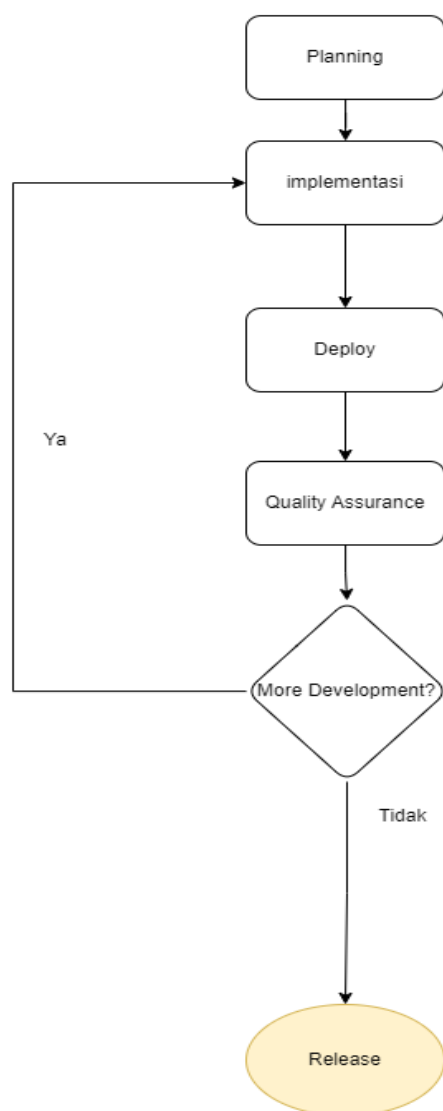 Planning
implementasi
Deploy
Ya
Quality Assurance
More Development?
Tidak
Release